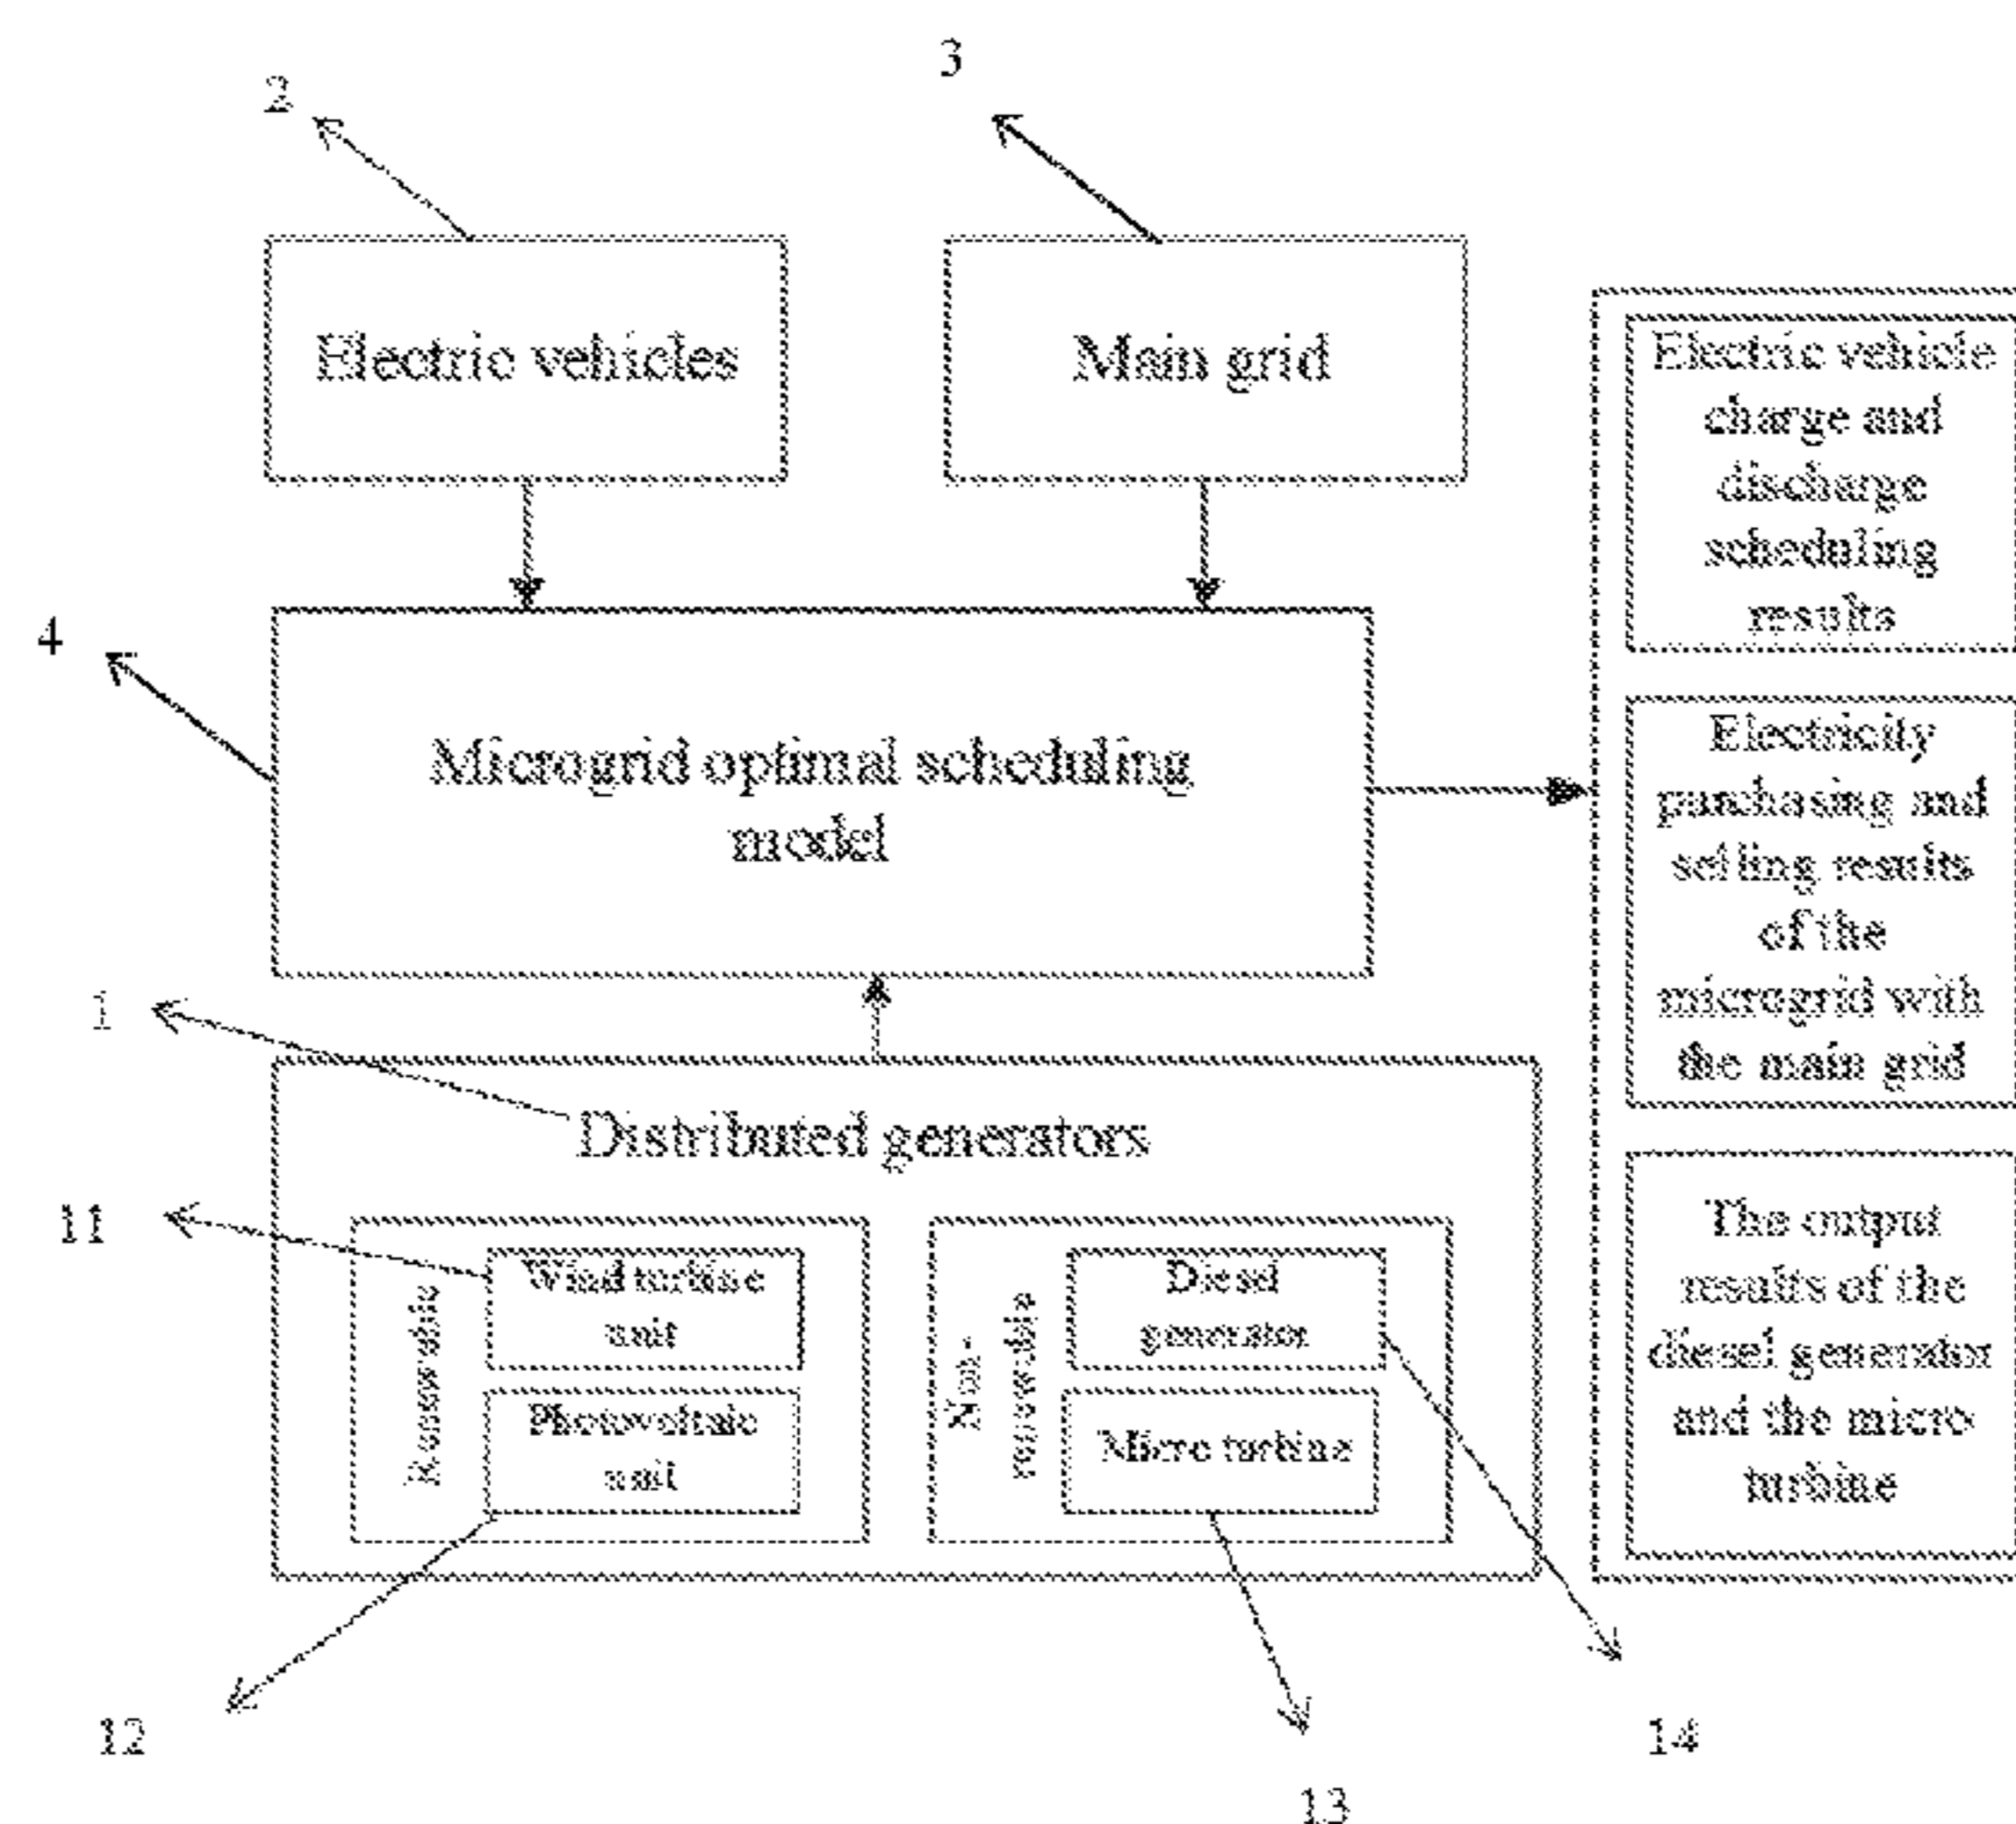 2
3
Electric vehicles
Main grid
4
Microgrid optimal scheduling
model
1
Distributed generators
11
Renewable
Wind turbine
unit
Photovoltaic
unit
Non-
renewable
Diesel
generator
Micro turbine
12
13
14
Electric vehicle
charge and
discharge
scheduling
results
Electricity
purchasing and
selling results
of the
microgrid with
the main grid
The output
results of the
diesel generator
and the micro
turbine